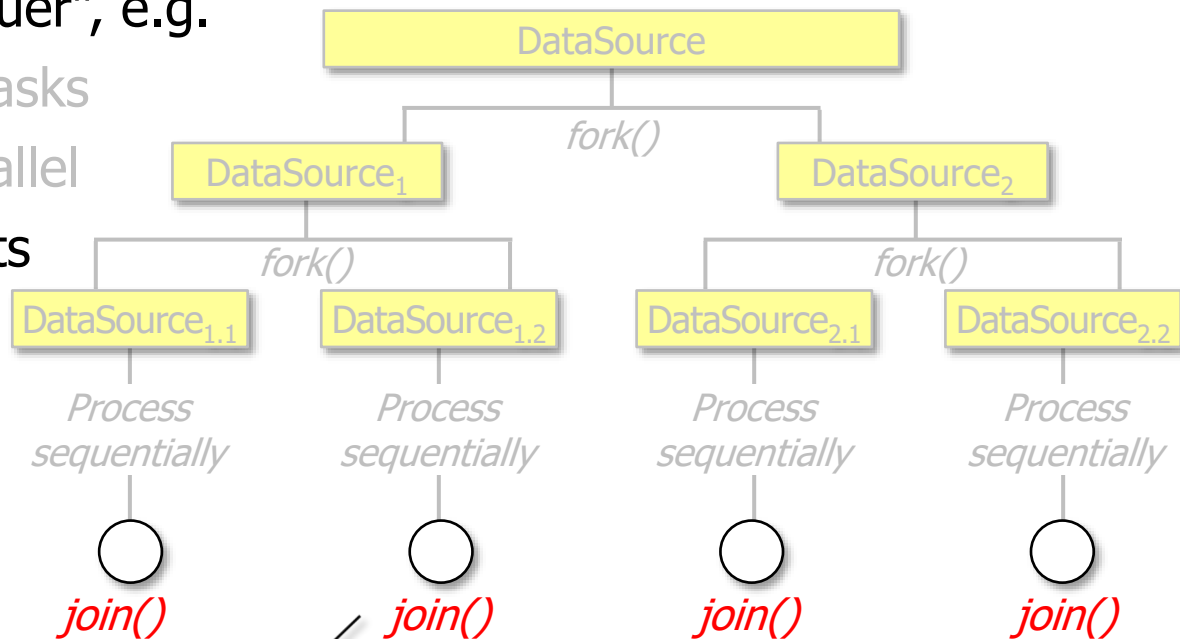 uer", e.g.
asks
allel
ts
DataSource
fork()
DataSource1 DataSource2
fork() fork()
DataSource1.1 DataSource1.2 DataSource2.1 DataSource2.2
Process Process Process Process
sequentially sequentially sequentially sequentially
join() join() join() join()